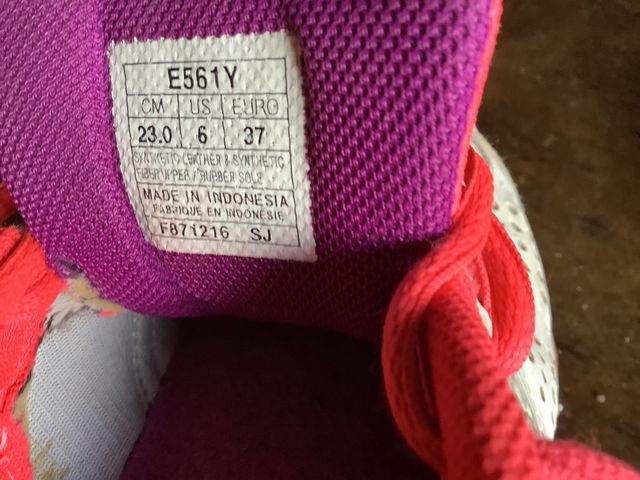 E561Y
CM US EURO
23.0 6 37
SYNTHETIC LEATHER & SYNTHETIC
FIBER UPPER / RUBBER SOLE
MADE IN INDONESIA
FABRIQUE EN INDONESIE
F871216 SJ